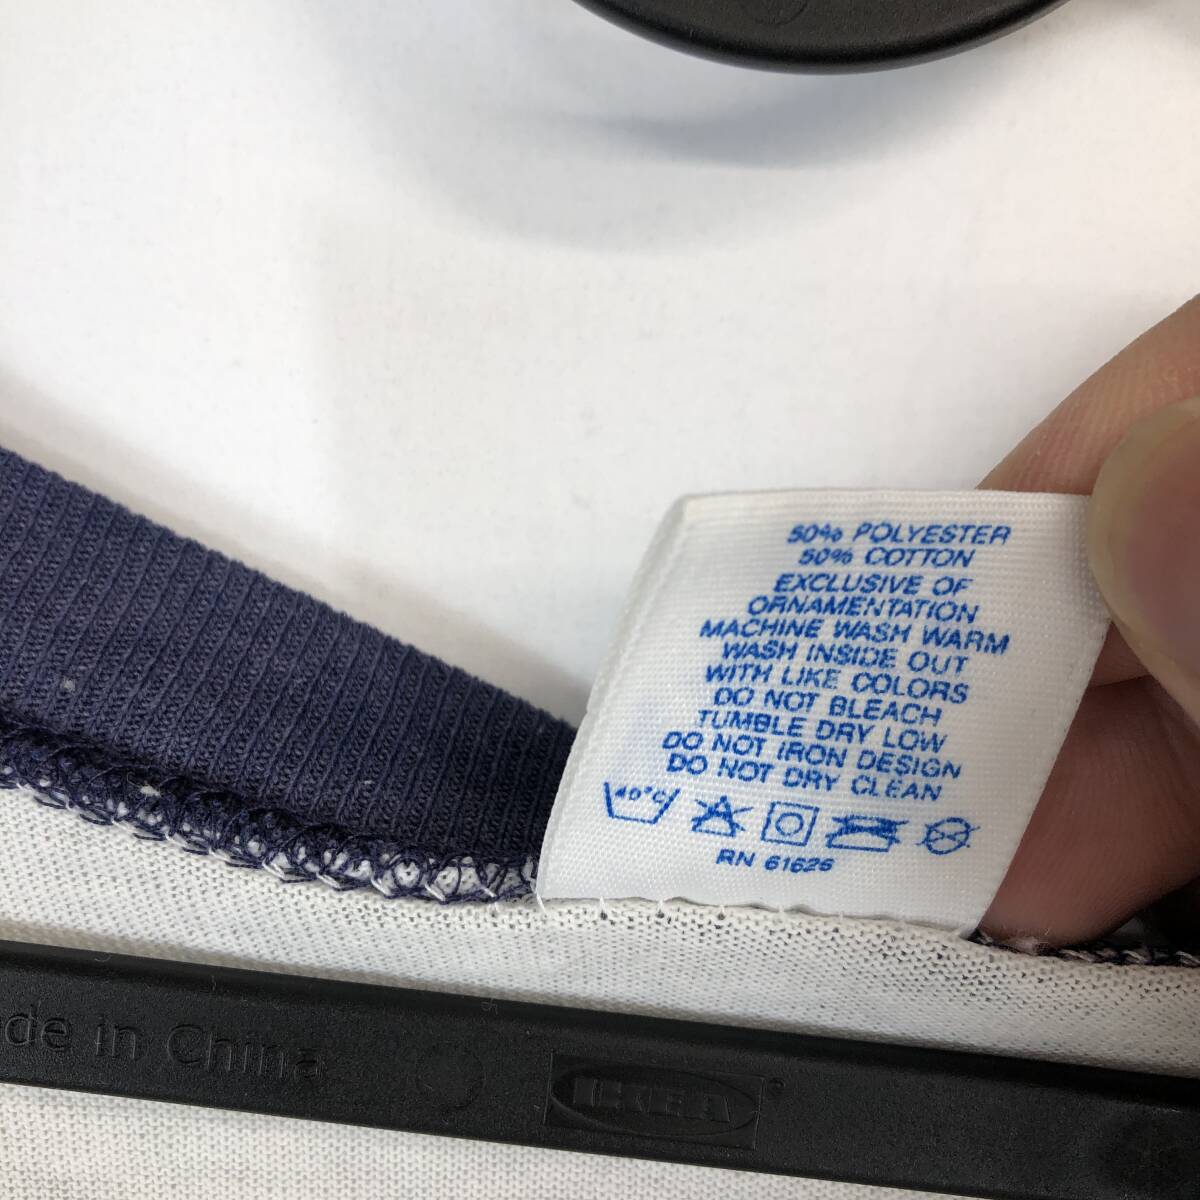 50% POLYESTER
50% COTTON
EXCLUSIVE OF
ORNAMENTATION
MACHINE WASH WARM
WASH INSIDE OUT
WITH LIKE COLORS
DO NOT BLEACH
TUMBLE DRY LOW
DO NOT IRON DESIGN
DO NOT DRY CLEAN
40°C
RN 61626
in China
IKEA